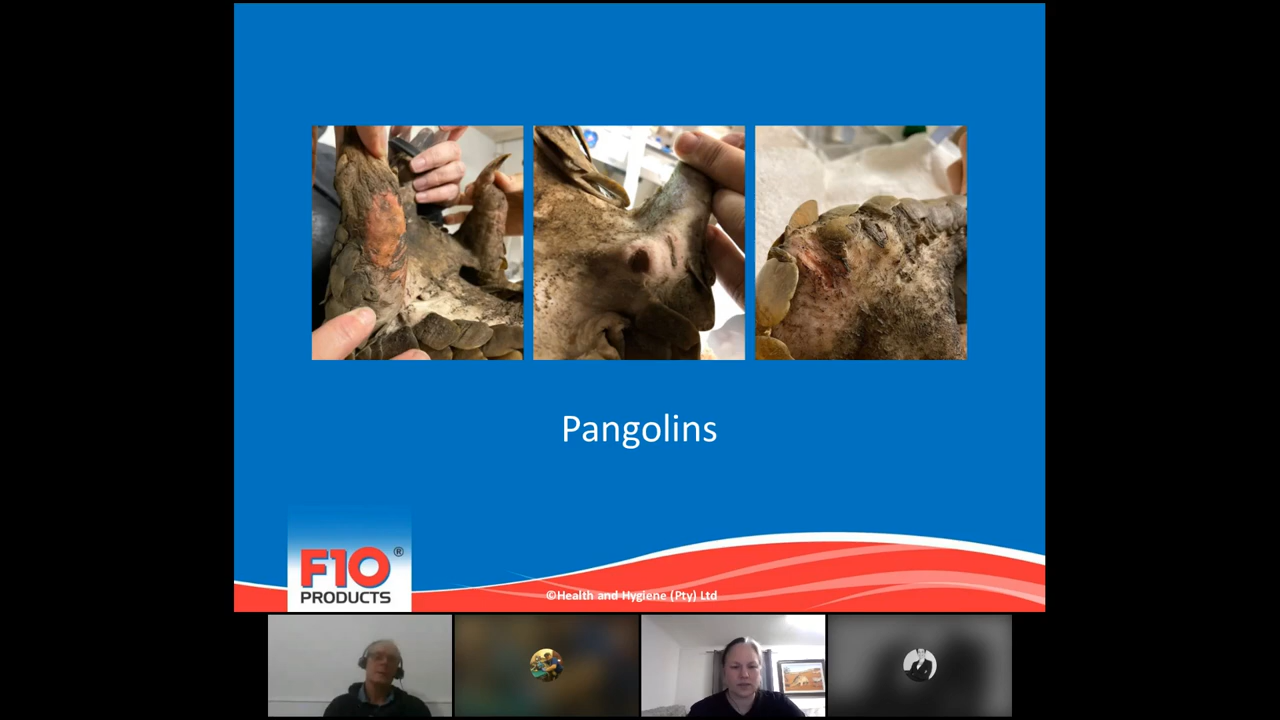 Pangolins
F10
®
PRODUCTS
©Health and Hygiene (Pty) Ltd